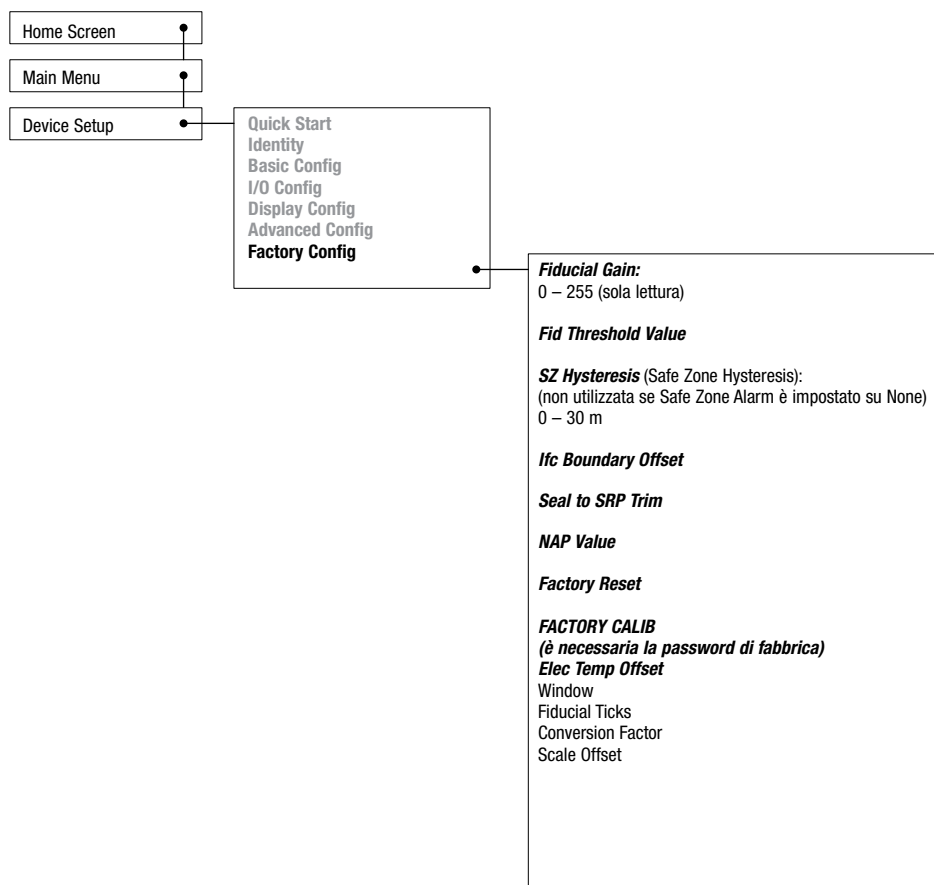 Home Screen
Main Menu
Device Setup
Quick Start
Identity
Basic Config
I/O Config
Display Config
Advanced Config
Factory Config
Fiducial Gain:
0 – 255 (sola lettura)
Fid Threshold Value
SZ Hysteresis (Safe Zone Hysteresis):
(non utilizzata se Safe Zone Alarm è impostato su None)
0 – 30 m
Ifc Boundary Offset
Seal to SRP Trim
NAP Value
Factory Reset
FACTORY CALIB
(è necessaria la password di fabbrica)
Elec Temp Offset
Window
Fiducial Ticks
Conversion Factor
Scale Offset